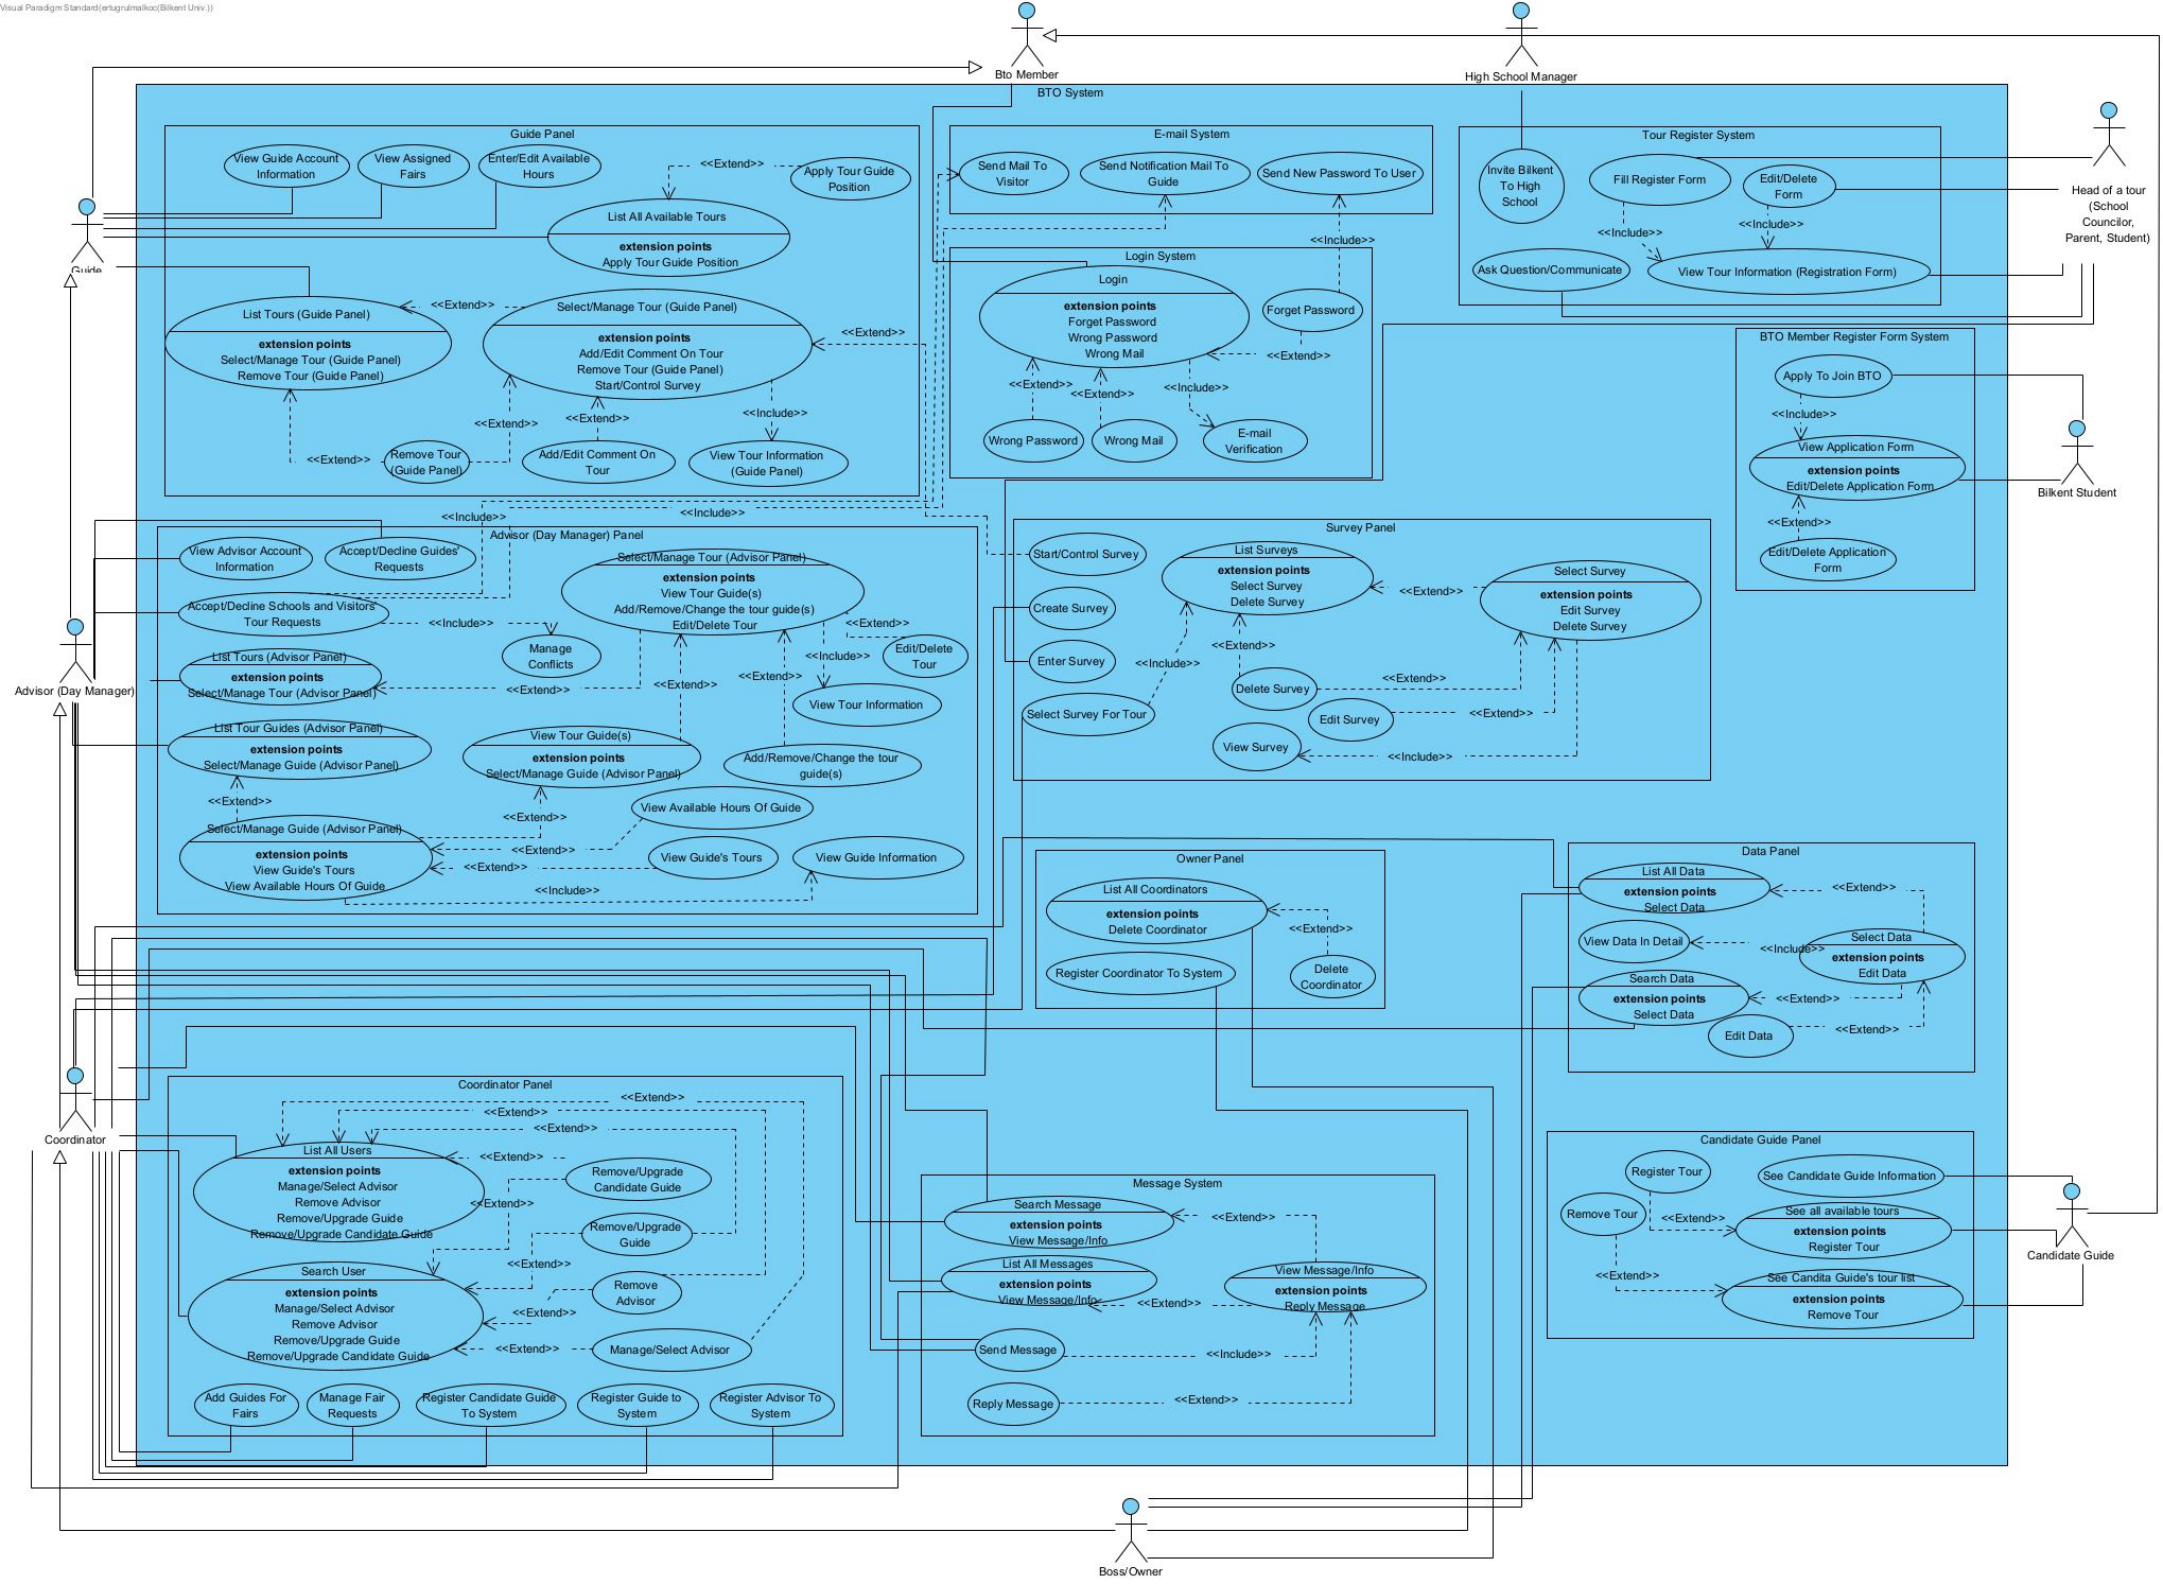 Visual Paradigm Standard(ertugrulmalkoc(Bilkent Univ.))
Bto Member
High School Manager
BTO System
Guide Panel
View Guide Account
Information
View Assigned
Fairs
Enter/Edit Available
Hours
<<Extend>>
Apply Tour Guide
Position
List All Available Tours
extension points
Apply Tour Guide Position
Guide
List Tours (Guide Panel)
extension points
Select/Manage Tour (Guide Panel)
Remove Tour (Guide Panel)
<<Extend>>
Select/Manage Tour (Guide Panel)
extension points
Add/Edit Comment On Tour
Remove Tour (Guide Panel)
Start/Control Survey
<<Extend>>
<<Extend>>
<<Extend>>
<<Include>>
<<Extend>>
Remove Tour
(Guide Panel)
Add/Edit Comment On
Tour
View Tour Information
(Guide Panel)
E-mail System
Send Mail To
Visitor
Send Notification Mail To
Guide
Send New Password To User
<<Include>>
Login System
Login
extension points
Forget Password
Wrong Password
Wrong Mail
Forget Password
<<Extend>>
<<Extend>>
<<Extend>>
<<Include>>
Wrong Password
Wrong Mail
E-mail
Verification
Tour Register System
Invite Bilkent
To High
School
Fill Register Form
Edit/Delete
Form
<<Include>>
<<Include>>
Ask Question/Communicate
View Tour Information (Registration Form)
Head of a tour
(School
Councilor,
Parent, Student)
BTO Member Register Form System
Apply To Join BTO
<<Include>>
View Application Form
extension points
Edit/Delete Application Form
<<Extend>>
Edit/Delete Application
Form
Bilkent Student
<<Include>>
<<Include>>
Advisor (Day Manager) Panel
View Advisor Account
Information
Accept/Decline Guides'
Requests
Select/Manage Tour (Advisor Panel)
extension points
View Tour Guide(s)
Add/Remove/Change the tour guide(s)
Edit/Delete Tour
Accept/Decline Schools and Visitors
Tour Requests
<<Include>>
Manage
Conflicts
<<Extend>>
<<Include>>
Edit/Delete
Tour
List Tours (Advisor Panel)
extension points
Select/Manage Tour (Advisor Panel)
<<Extend>>
<<Extend>>
<<Extend>>
View Tour Information
Advisor (Day Manager)
List Tour Guides (Advisor Panel)
extension points
Select/Manage Guide (Advisor Panel)
View Tour Guide(s)
extension points
Select/Manage Guide (Advisor Panel)
Add/Remove/Change the tour
guide(s)
<<Extend>>
<<Extend>>
View Available Hours Of Guide
Select/Manage Guide (Advisor Panel)
extension points
View Guide's Tours
View Available Hours Of Guide
<<Extend>>
<<Extend>>
<<Include>>
View Guide's Tours
View Guide Information
Survey Panel
Start/Control Survey
Create Survey
Enter Survey
Select Survey For Tour
List Surveys
extension points
Select Survey
Delete Survey
<<Extend>>
Select Survey
extension points
Edit Survey
Delete Survey
<<Include>>
<<Extend>>
Delete Survey
<<Extend>>
Edit Survey
<<Extend>>
View Survey
<<Include>>
Owner Panel
List All Coordinators
extension points
Delete Coordinator
<<Extend>>
Register Coordinator To System
Delete
Coordinator
Data Panel
List All Data
extension points
Select Data
<<Extend>>
View Data In Detail
<<Include>>
Select Data
extension points
Edit Data
Search Data
extension points
Select Data
<<Extend>>
Edit Data
<<Extend>>
Coordinator
Coordinator Panel
<<Extend>>
<<Extend>>
<<Extend>>
List All Users
extension points
Manage/Select Advisor
Remove Advisor
Remove/Upgrade Guide
Remove/Upgrade Candidate Guide
<<Extend>>
Remove/Upgrade
Candidate Guide
<<Extend>>
Remove/Upgrade
Guide
<<Extend>>
Search User
extension points
Manage/Select Advisor
Remove Advisor
Remove/Upgrade Guide
Remove/Upgrade Candidate Guide
Remove
Advisor
<<Extend>>
<<Extend>>
Manage/Select Advisor
Add Guides For
Fairs
Manage Fair
Requests
Register Candidate Guide
To System
Register Guide to
System
Register Advisor To
System
Message System
Search Message
extension points
View Message/Info
<<Extend>>
List All Messages
extension points
View Message/Info
<<Extend>>
View Message/Info
extension points
Reply Message
Send Message
<<Include>>
Reply Message
<<Extend>>
Candidate Guide Panel
Register Tour
See Candidate Guide Information
Remove Tour
<<Extend>>
See all available tours
extension points
Register Tour
<<Extend>>
See Candita Guide's tour list
extension points
Remove Tour
Candidate Guide
Boss/Owner